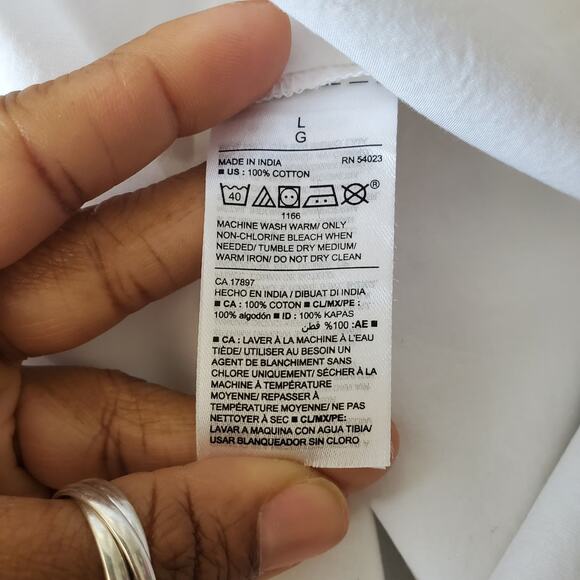 L
G
MADE IN INDIA RN 54023
■ US : 100% COTTON
40
®
1166
MACHINE WASH WARM/ ONLY
NON-CHLORINE BLEACH WHEN
NEEDED/ TUMBLE DRY MEDIUM/
WARM IRON/ DO NOT DRY CLEAN
CA 17897
HECHO EN INDIA / DIBUAT DI INDIA
■ CA : 100% COTON ■ CL/MX/PE :
100% algodón ■ ID : 100% KAPAS
■ AE: 100% قطن
■ CA : LAVER À LA MACHINE À L'EAU
TIÈDE/ UTILISER AU BESOIN UN
AGENT DE BLANCHIMENT SANS
CHLORE UNIQUEMENT/ SÉCHER À LA
MACHINE À TEMPÉRATURE
MOYENNE/ REPASSER À
TEMPÉRATURE MOYENNE/ NE PAS
NETTOYER À SEC ■ CL/MX/PE:
LAVAR A MAQUINA CON AGUA TIBIA/
USAR BLANQUEADOR SIN CLORO